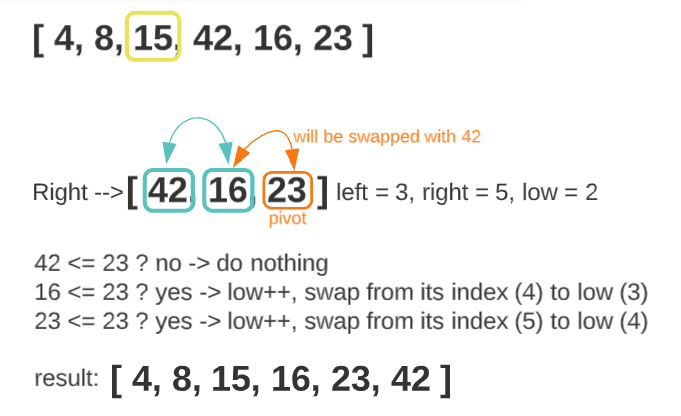 [ 4, 8, 15, 42, 16, 23 ]
will be swapped with 42
Right -->[ 42, 16, 23 ] left = 3, right = 5, low = 2
pivot
42 <= 23 ? no -> do nothing
16 <= 23 ? yes -> low++, swap from its index (4) to low (3)
23 <= 23 ? yes -> low++, swap from its index (5) to low (4)
result: [ 4, 8, 15, 16, 23, 42 ]